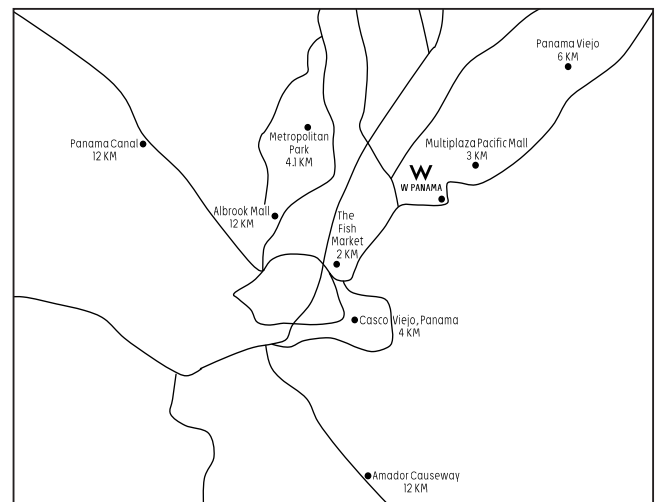 Panama Viejo
6 KM
Metropolitan
Park
4.1 KM
Panama Canal
12 KM
Multiplaza Pacific Mall
3 KM
W
W PANAMA
Albrook Mall
12 KM
The
Fish
Market
2 KM
Casco Viejo, Panama
4 KM
Amador Causeway
12 KM